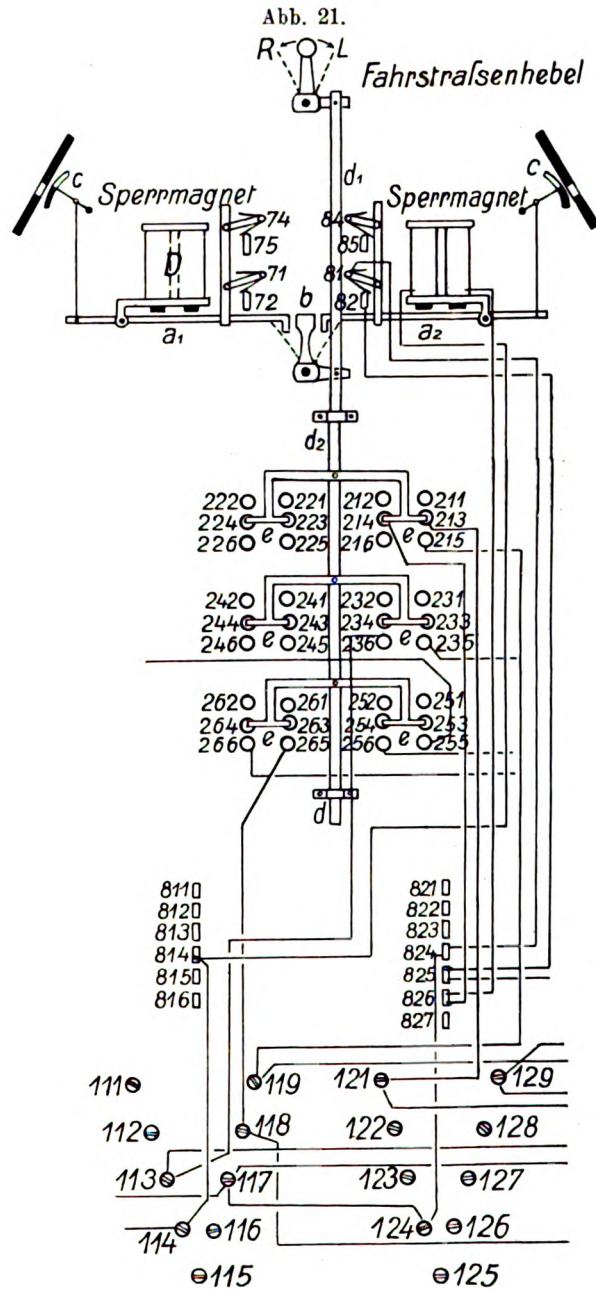 Abb. 21.
R L
Fahrstraſsenhebel
d₁
c Sperrmagnet Sperrmagnet c
74 84
75 85
D 71 81
72 b 82
a₁ a₂
d₂
222 221 212 211
224 223 214 213
226 e 225 216 e 215
242 241 232 231
244 243 234 233
246 e 245 236 e 235
262 261 252 251
264 263 254 253
266 e 265 256 e 255
d
811 821
812 822
813 823
814 824
815 825
816 826
827
111 119 121 129
112 118 122 128
113 117 123 127
114 116 124 126
115 125